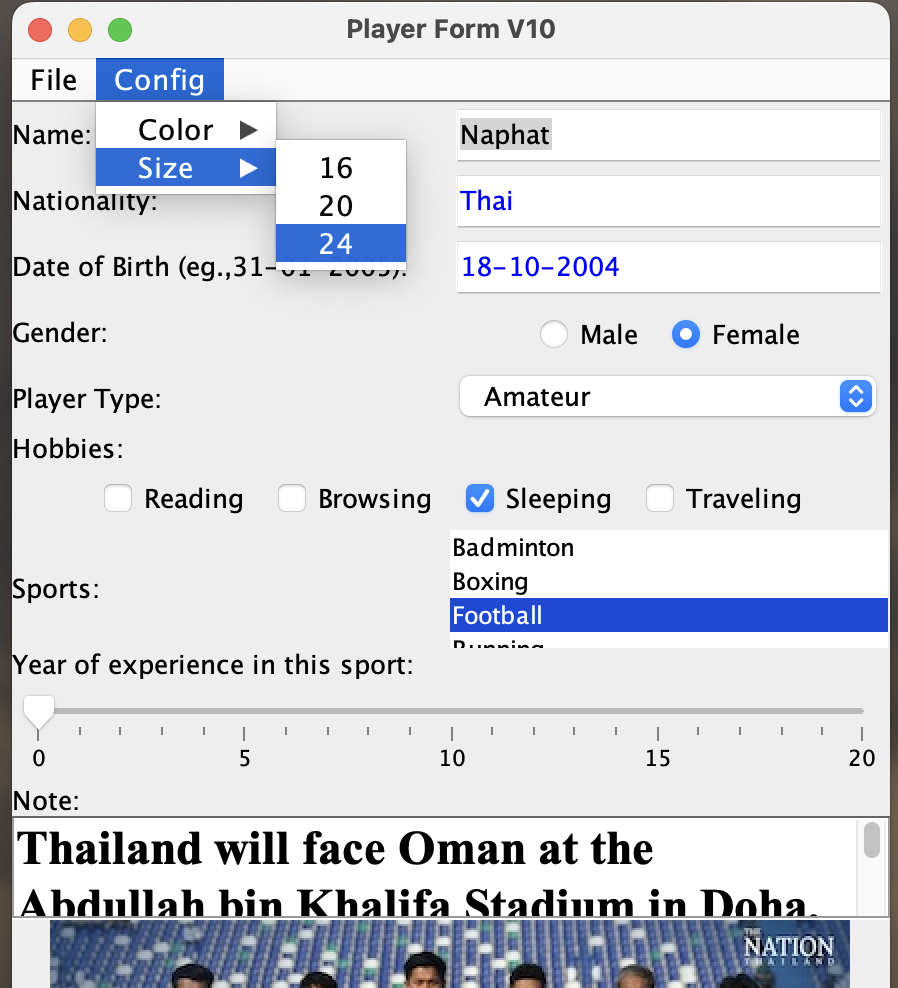 Player Form V10
File Config
Color
Size
16
20
24
Name: Naphat
Nationality: Thai
Date of Birth (eg.,31-01-2005): 18-10-2004
Gender: Male Female
Player Type: Amateur
Hobbies:
Reading Browsing Sleeping Traveling
Sports:
Badminton
Boxing
Football
Running
Year of experience in this sport:
0 5 10 15 20
Note:
Thailand will face Oman at the
Abdullah bin Khalifa Stadium in Doha,
THE
NATION
THAILAND